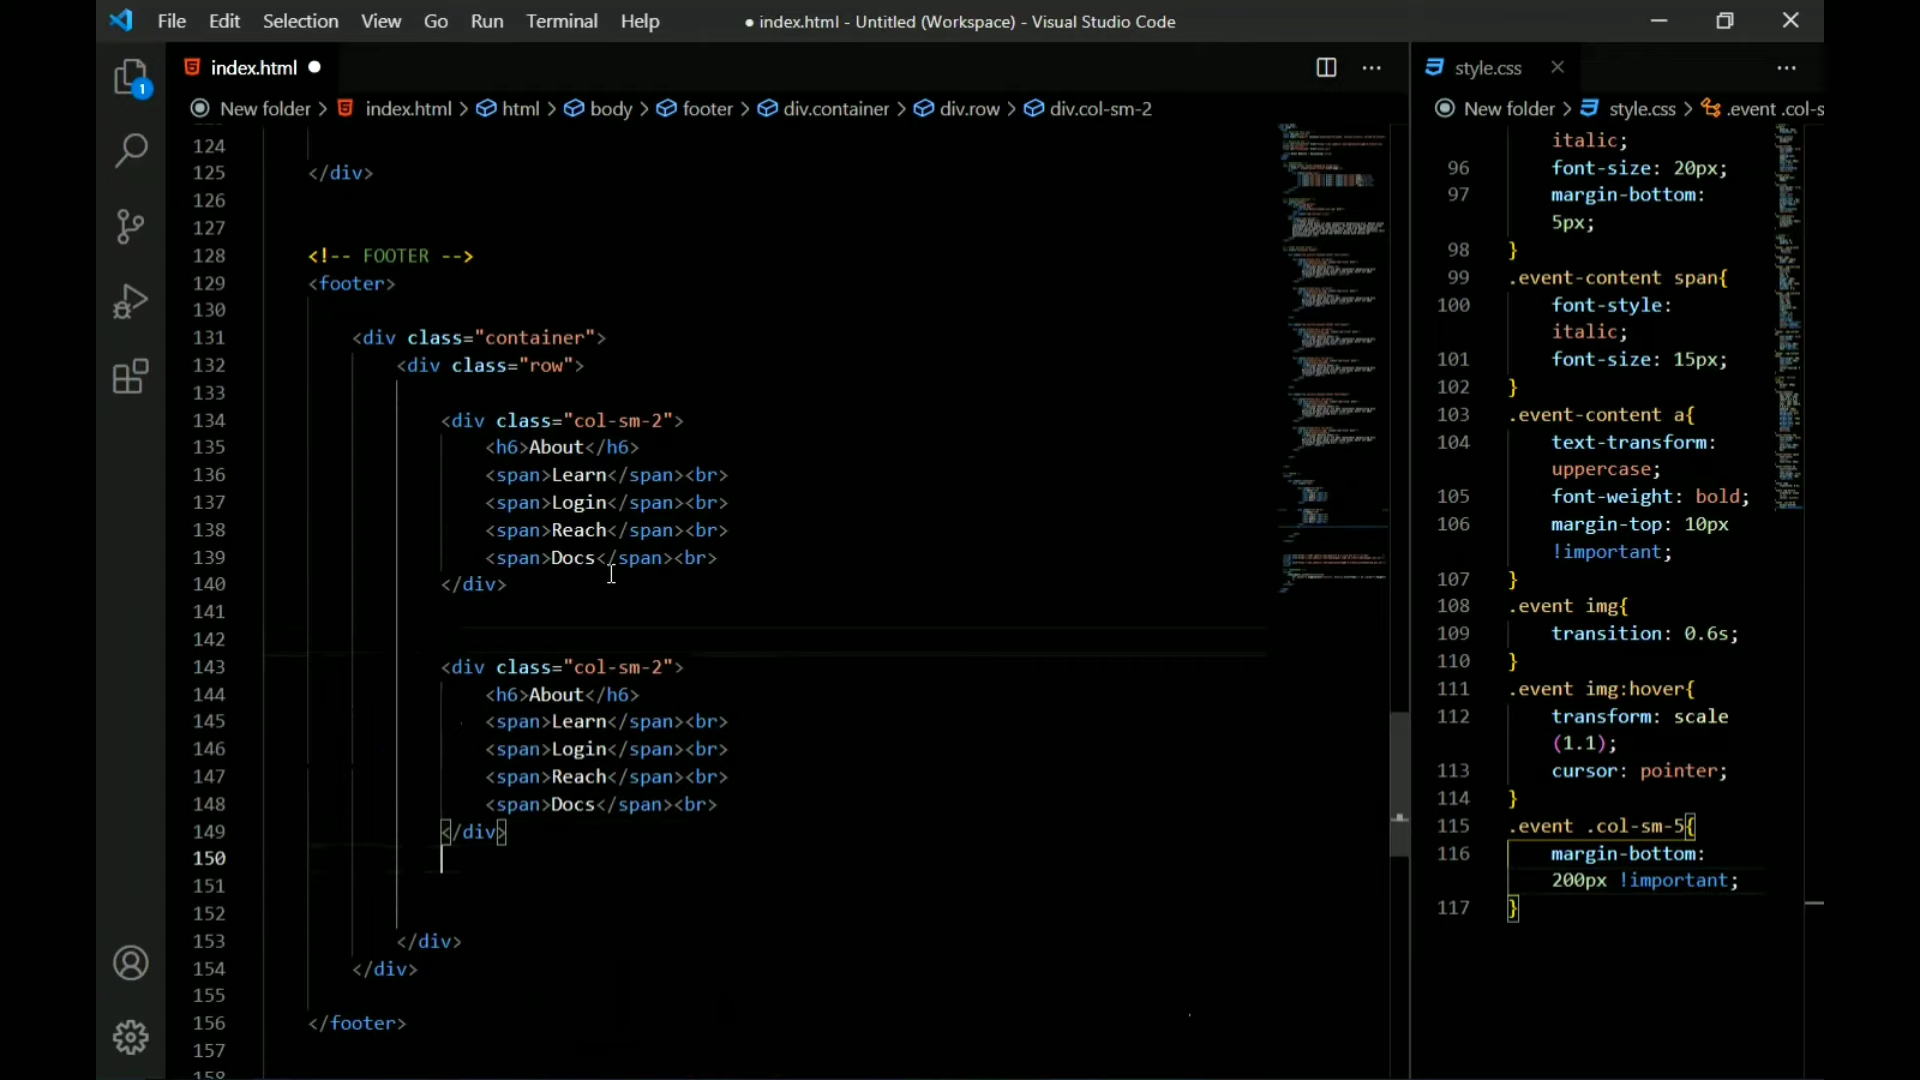 File Edit Selection View Go Run Terminal Help ● index.html - Untitled (Workspace) - Visual Studio Code
index.html
style.css
New folder > index.html > html > body > footer > div.container > div.row > div.col-sm-2
New folder > style.css > .event .col-s
1
124
125 </div>
126
127
128 <!-- FOOTER -->
129 <footer>
130
131 <div class="container">
132 <div class="row">
133
134 <div class="col-sm-2">
135 <h6>About</h6>
136 <span>Learn</span><br>
137 <span>Login</span><br>
138 <span>Reach</span><br>
139 <span>Docs</span><br>
140 </div>
141
142
143 <div class="col-sm-2">
144 <h6>About</h6>
145 <span>Learn</span><br>
146 <span>Login</span><br>
147 <span>Reach</span><br>
148 <span>Docs</span><br>
149 </div>
150
151
152
153 </div>
154 </div>
155
156 </footer>
157
158
italic;
96 font-size: 20px;
97 margin-bottom:
5px;
98 }
99 .event-content span{
100 font-style:
italic;
101 font-size: 15px;
102 }
103 .event-content a{
104 text-transform:
uppercase;
105 font-weight: bold;
106 margin-top: 10px
!important;
107 }
108 .event img{
109 transition: 0.6s;
110 }
111 .event img:hover{
112 transform: scale
(1.1);
113 cursor: pointer;
114 }
115 .event .col-sm-5{
116 margin-bottom:
200px !important;
117 }